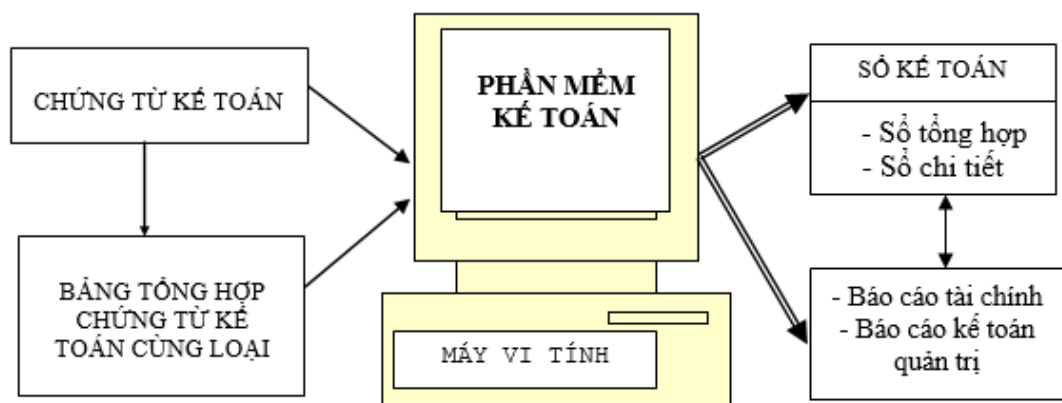 CHỨNG TỪ KẾ TOÁN
BẢNG TỔNG HỢP
CHỨNG TỪ KẾ
TOÁN CÙNG LOẠI
PHẦN MỀM
KẾ TOÁN
MÁY VI TÍNH
SỔ KẾ TOÁN
- Sổ tổng hợp
- Sổ chi tiết
- Báo cáo tài chính
- Báo cáo kế toán
quản trị